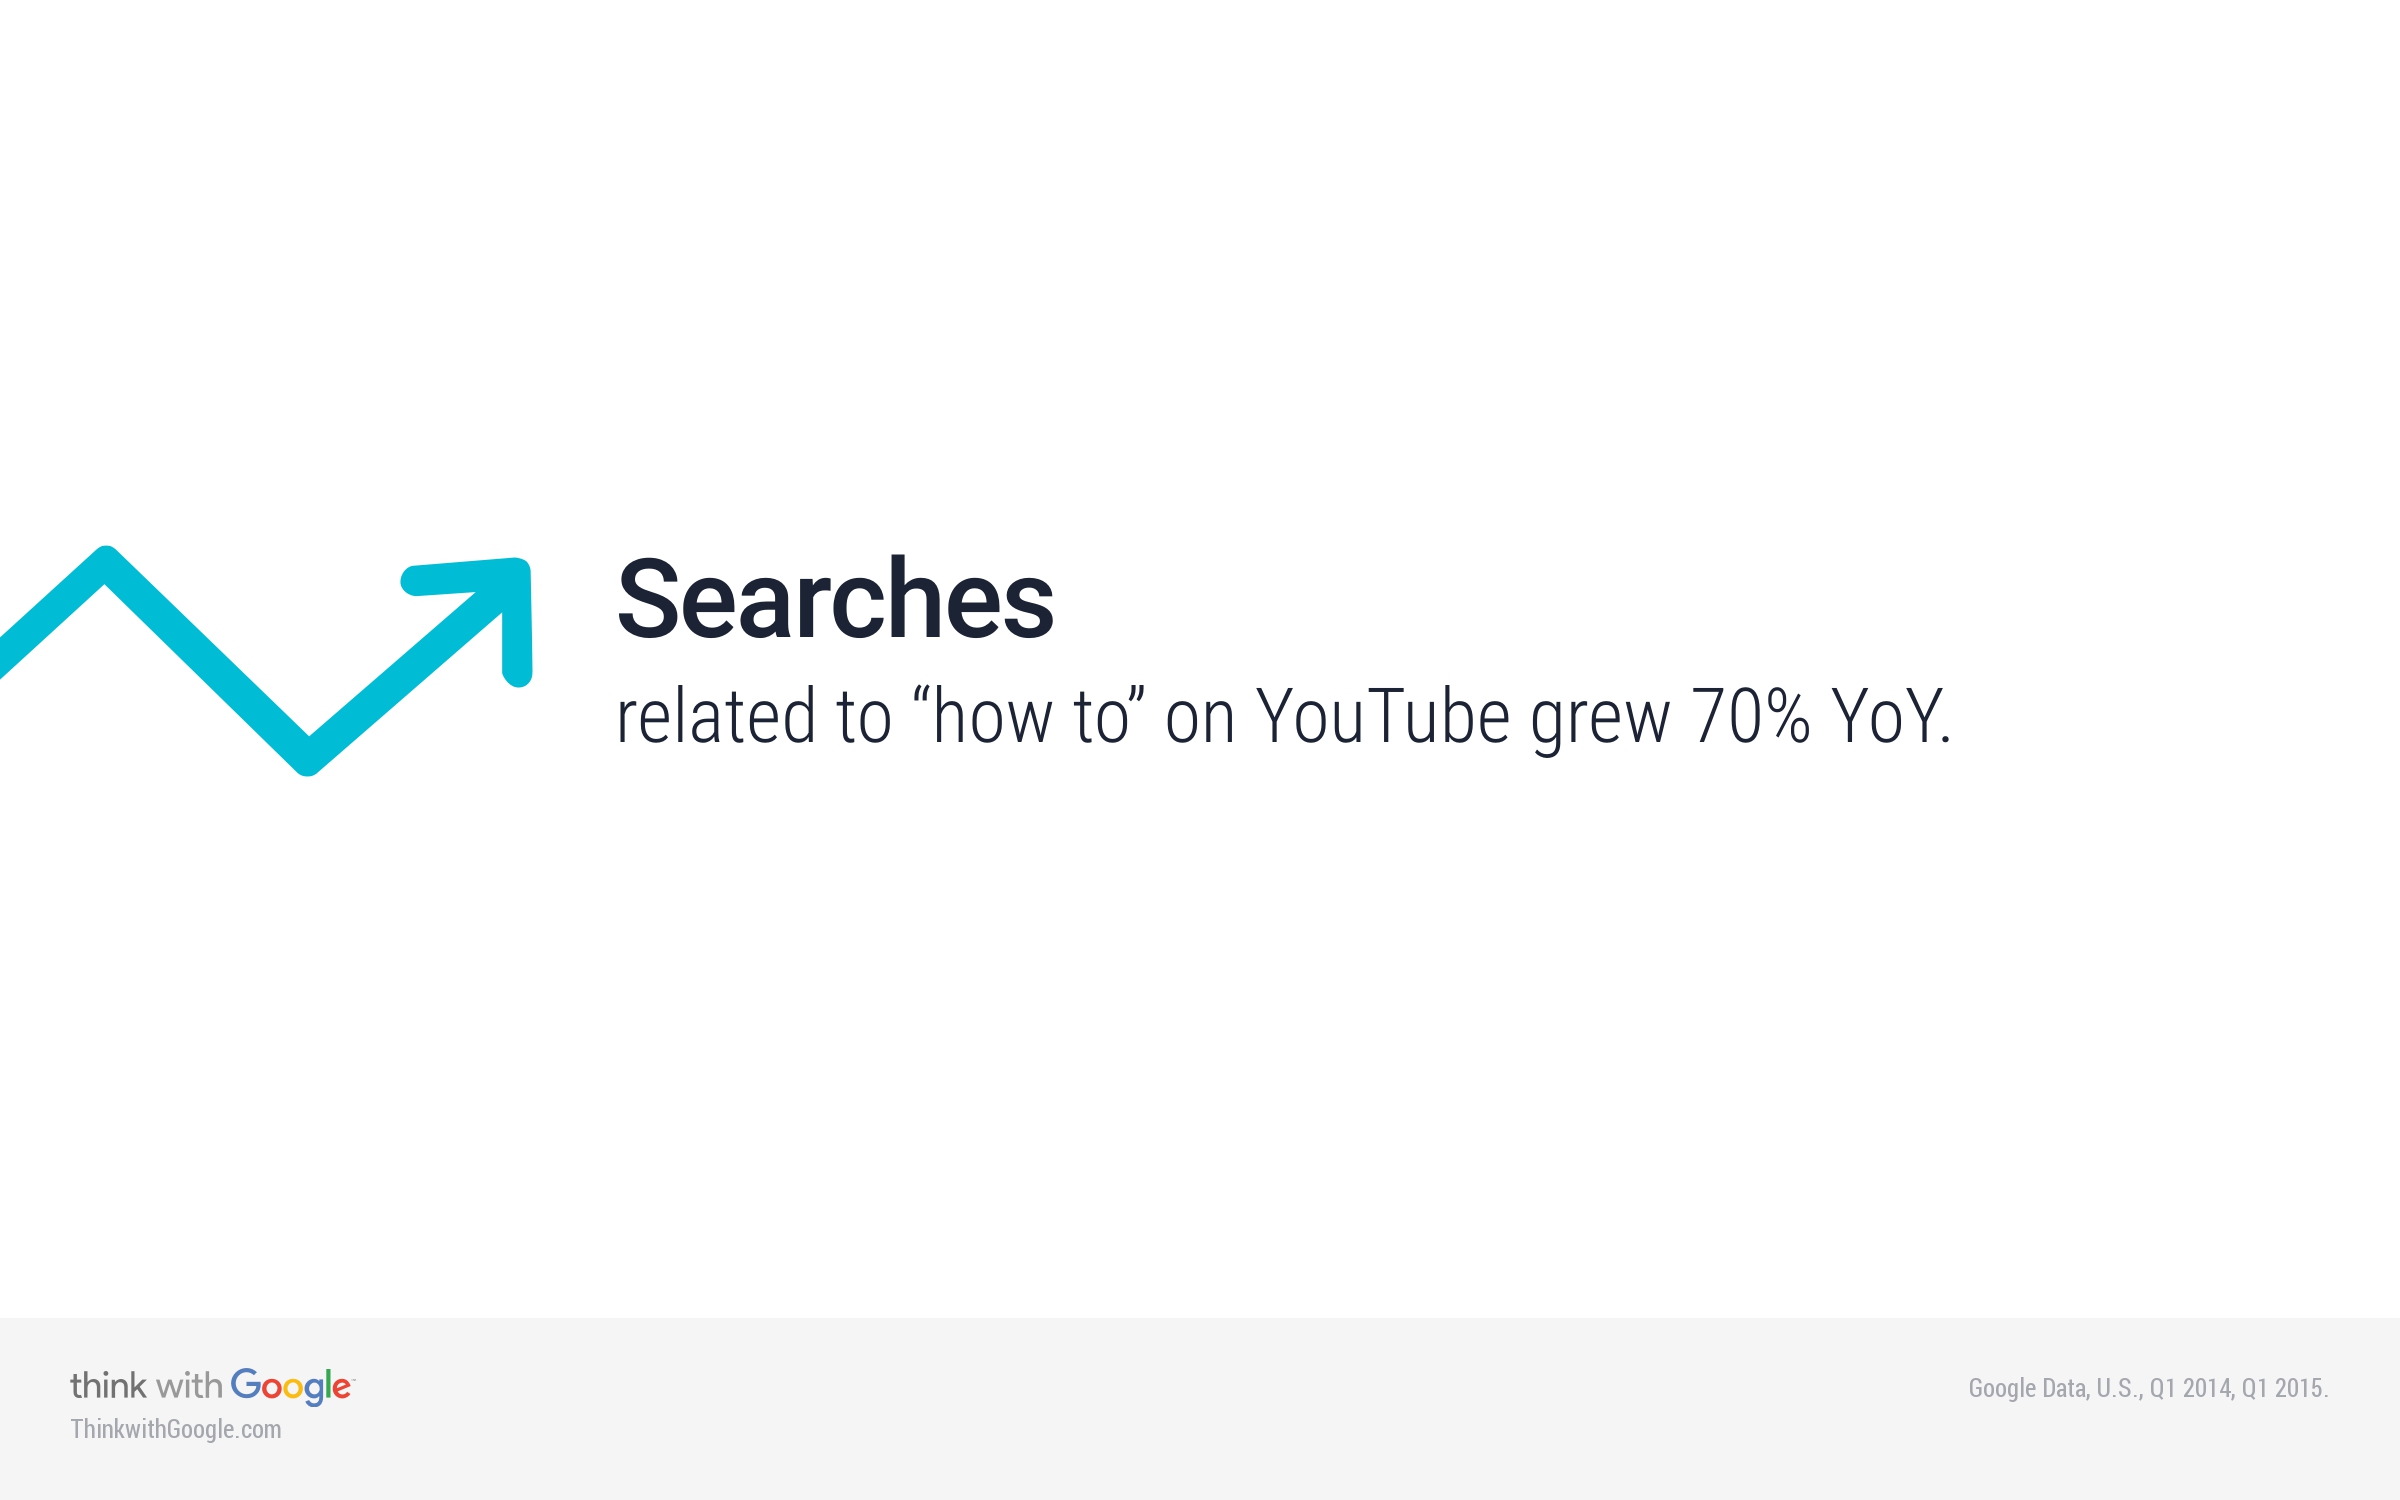 Searches
related to “how to” on YouTube grew 70% YoY.
think with Google™
ThinkwithGoogle.com
Google Data, U.S., Q1 2014, Q1 2015.